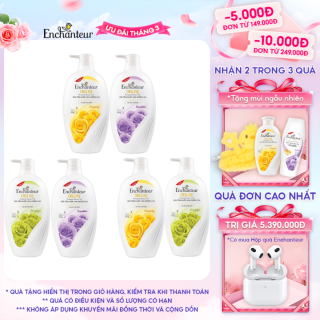 Enchanteur
ƯU ĐÃI THÁNG 3
-5.000Đ
ĐƠN TỪ 149.000Đ
-10.000Đ
ĐƠN TỪ 249.000Đ
NHẬN 2 TRONG 3 QUÀ
*Tặng mùi ngẫu nhiên
QUÀ ĐƠN CAO NHẤT
TRỊ GIÁ 5.390.000Đ
*Có mua Hộp quà Enchanteur
Enchanteur
Enchanteur
Enchanteur
Enchanteur
Enchanteur
Enchanteur
* QUÀ TẶNG HIỂN THỊ TRONG GIỎ HÀNG, KIỂM TRA KHI THANH TOÁN
** QUÀ CÓ ĐIỀU KIỆN VÀ SỐ LƯỢNG CÓ HẠN
*** KHÔNG ÁP DỤNG KHUYẾN MÃI ĐỒNG THỜI VÀ CỘNG DỒN